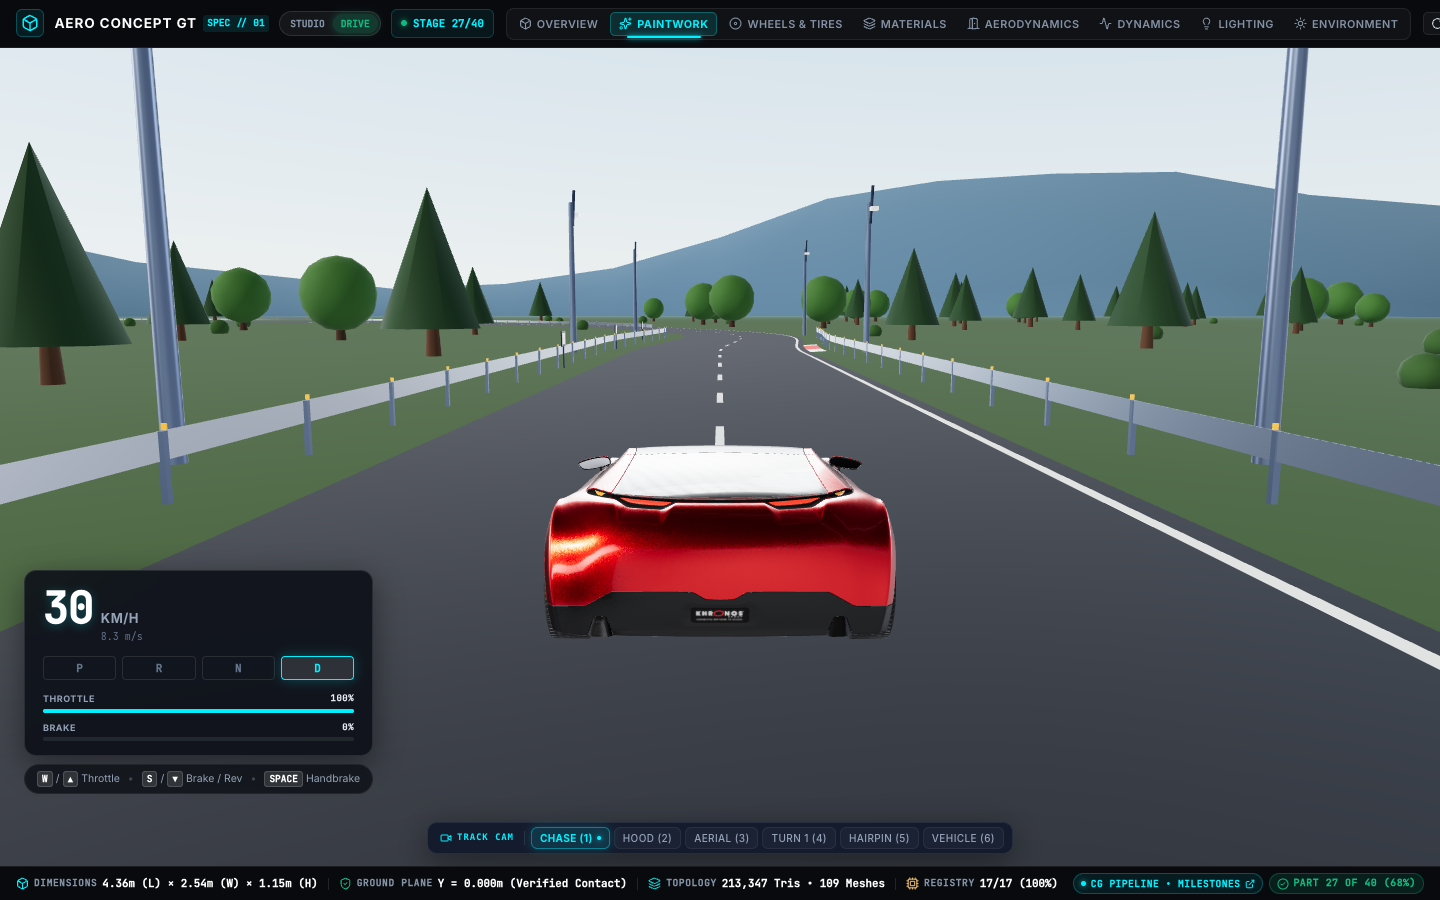 AERO CONCEPT GT SPEC // 01 STUDIO DRIVE STAGE 27/40 OVERVIEW PAINTWORK WHEELS & TIRES MATERIALS AERODYNAMICS DYNAMICS LIGHTING ENVIRONMENT
KHRONOS
30 KM/H
8.3 m/s
P R N D
THROTTLE 100%
BRAKE 0%
W / ▲ Throttle • S / ▼ Brake / Rev • SPACE Handbrake
TRACK CAM CHASE (1) HOOD (2) AERIAL (3) TURN 1 (4) HAIRPIN (5) VEHICLE (6)
DIMENSIONS 4.36m (L) × 2.54m (W) × 1.15m (H) GROUND PLANE Y = 0.000m (Verified Contact) TOPOLOGY 213,347 Tris • 109 Meshes REGISTRY 17/17 (100%) CG PIPELINE • MILESTONES PART 27 OF 40 (68%)